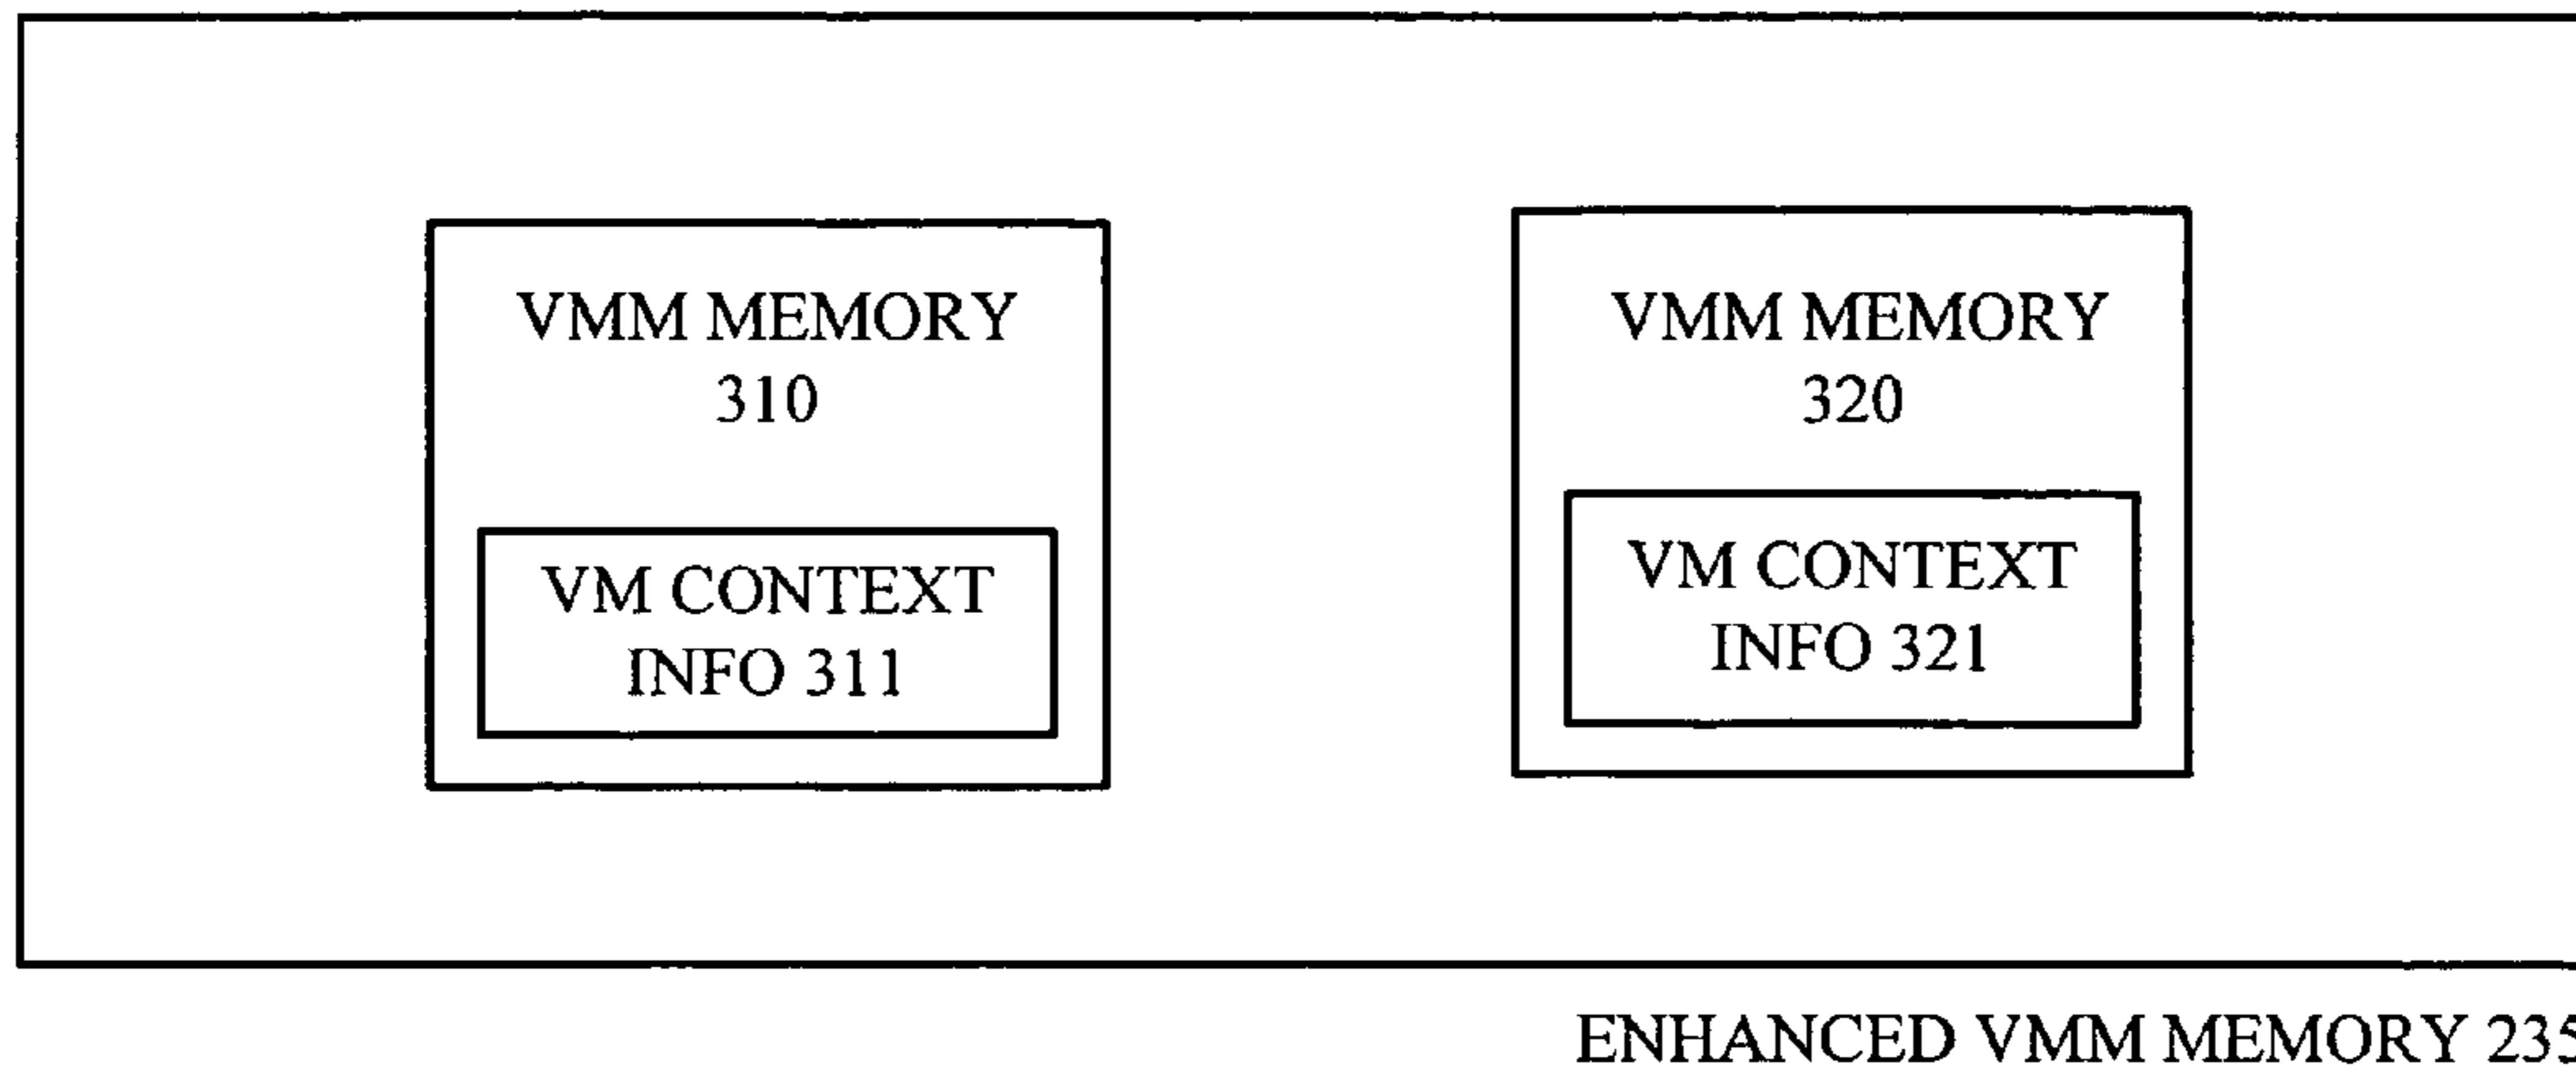 VMM MEMORY
310
VM CONTEXT
INFO 311
VMM MEMORY
320
VM CONTEXT
INFO 321
ENHANCED VMM MEMORY 235